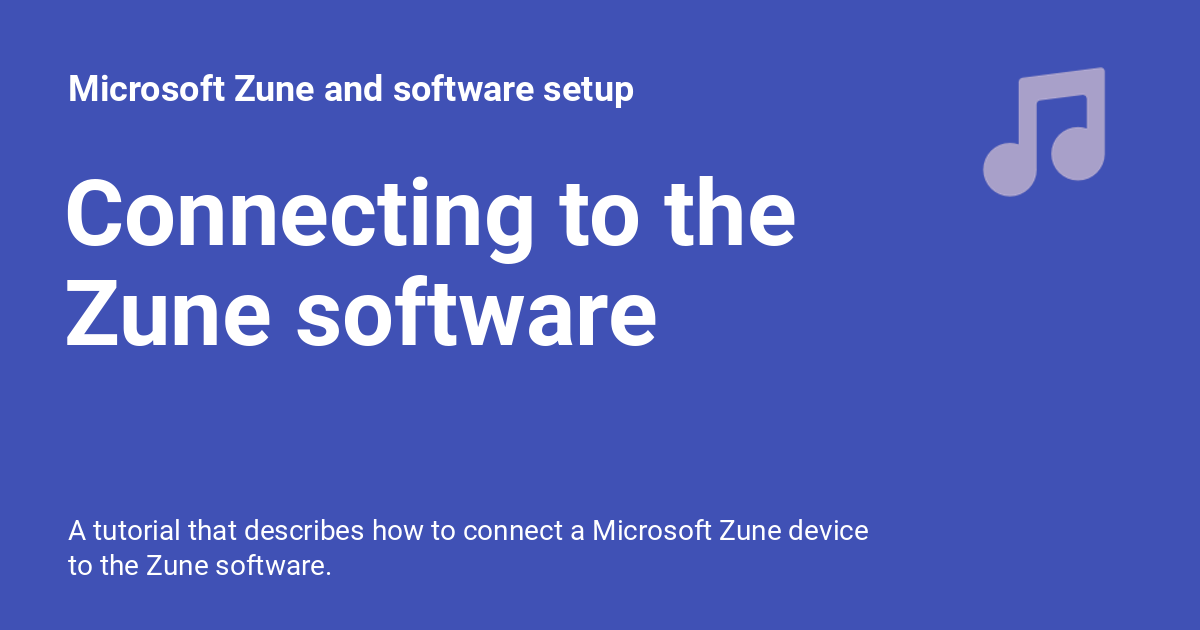 Microsoft Zune and software setup
Connecting to the
Zune software
A tutorial that describes how to connect a Microsoft Zune device
to the Zune software.